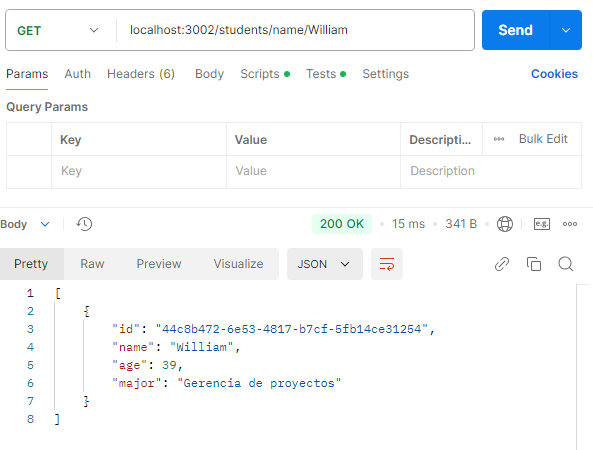 GET localhost:3002/students/name/William Send
Params Auth Headers (6) Body Scripts Tests Settings Cookies
Query Params
Key Value Descripti... Bulk Edit
Key Value Description
Body 200 OK 15 ms 341 B e.g.
Pretty Raw Preview Visualize JSON
1 [
2 {
3 "id": "44c8b472-6e53-4817-b7cf-5fb14ce31254",
4 "name": "William",
5 "age": 39,
6 "major": "Gerencia de proyectos"
7 }
8 ]